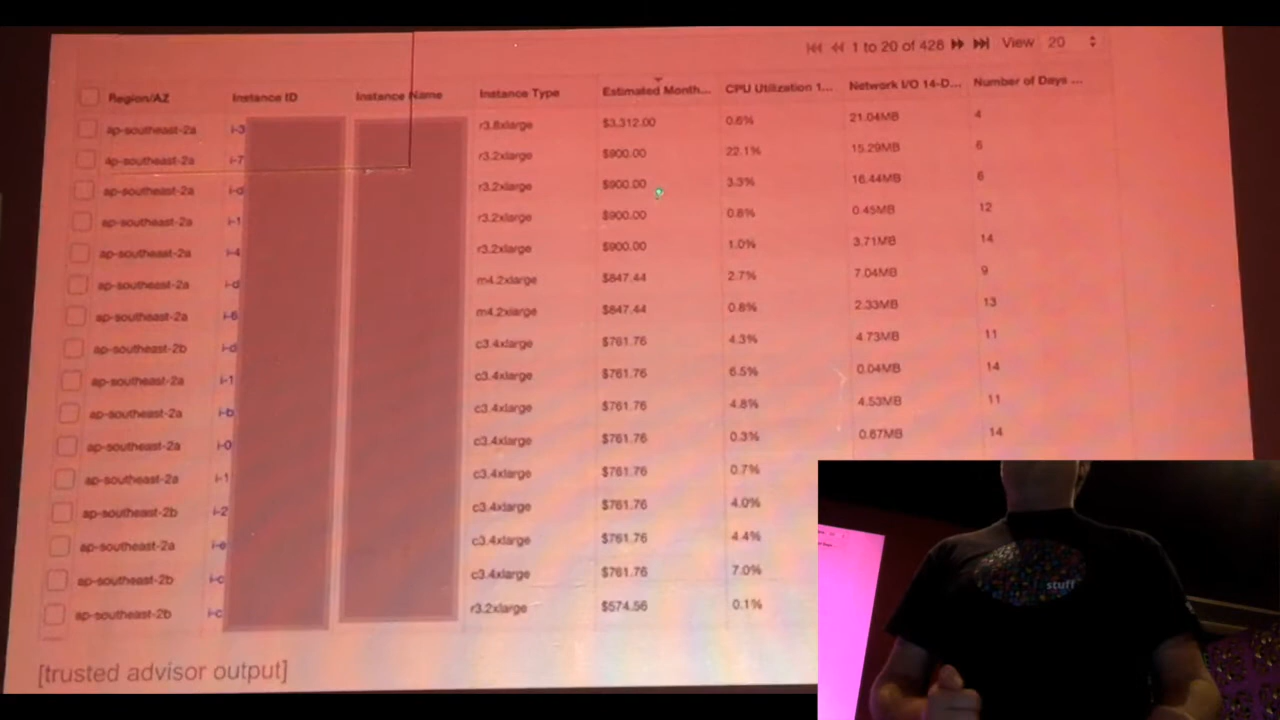 1 to 20 of 428 View 20
Region/AZ Instance ID Instance Name Instance Type Estimated Month... CPU Utilization 1... Network I/O 14-D... Number of Days ...
ap-southeast-2a i-3 r3.8xlarge $3,312.00 0.6% 21.04MB 4
ap-southeast-2a i-7 r3.2xlarge $900.00 22.1% 15.29MB 6
ap-southeast-2a i-d r3.2xlarge $900.00 3.3% 16.44MB 6
ap-southeast-2a i-1 r3.2xlarge $900.00 0.8% 0.45MB 12
ap-southeast-2a i-4 r3.2xlarge $900.00 1.0% 3.71MB 14
ap-southeast-2a i-d m4.2xlarge $847.44 2.7% 7.04MB 9
ap-southeast-2a i-6 m4.2xlarge $847.44 0.8% 2.33MB 13
ap-southeast-2b i-d c3.4xlarge $761.76 4.3% 4.73MB 11
ap-southeast-2a i-1 c3.4xlarge $761.76 6.5% 0.04MB 14
ap-southeast-2a i-b c3.4xlarge $761.76 4.8% 4.53MB 11
ap-southeast-2a i-0 c3.4xlarge $761.76 0.3% 0.67MB 14
ap-southeast-2a i-1 c3.4xlarge $761.76 0.7%
ap-southeast-2b i-2 c3.4xlarge $761.76 4.0%
ap-southeast-2a i-e c3.4xlarge $761.76 4.4%
ap-southeast-2b i-c c3.4xlarge $761.76 7.0%
ap-southeast-2b i-c r3.2xlarge $574.56 0.1%
[trusted advisor output]
stuff